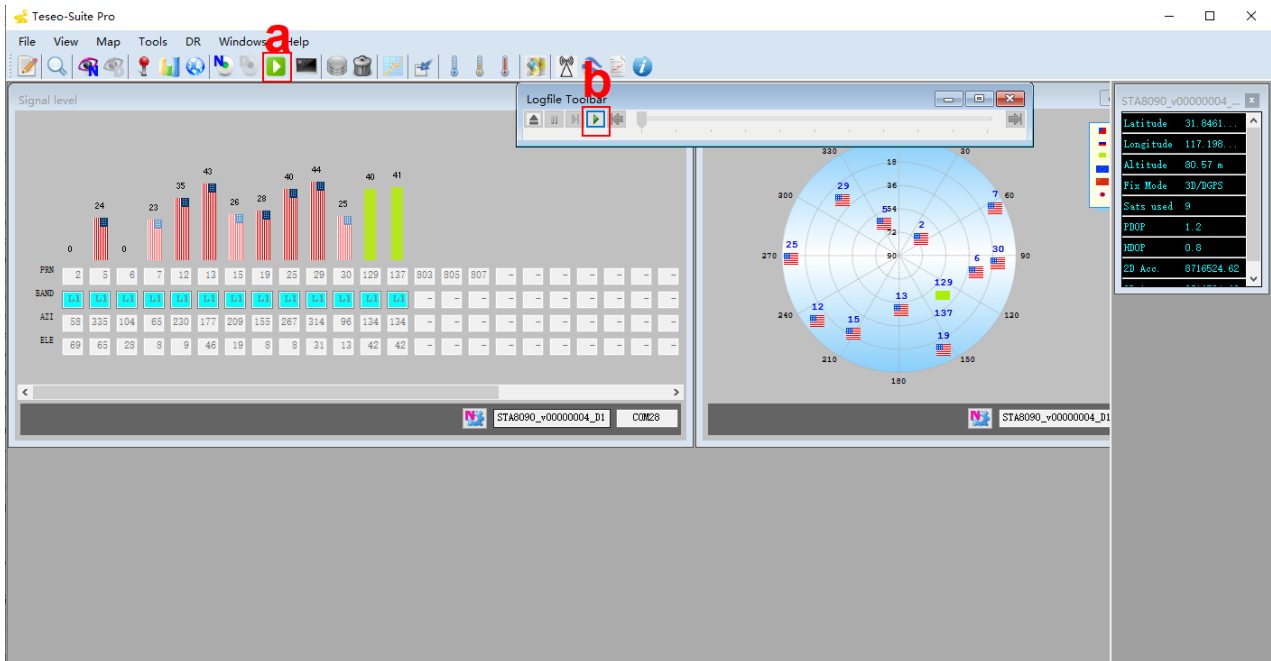 Teseo-Suite Pro
File View Map Tools DR Windows Help
a
b
Signal level
Logfile Toolbar
STA8090_v00000004_...
Latitude 31.8461...
Longitude 117.198...
Altitude 80.57 m
Fix Mode 3D/DGPS
Sats used 9
PDOP 1.2
HDOP 0.8
2D Acc. 8716524.62
0 24 0 23 35 43 26 28 40 44 25 40 41
PRN 2 5 6 7 12 13 15 19 25 29 30 129 137 803 805 807 - - - - - -
BAND L1 L1 L1 L1 L1 L1 L1 L1 L1 L1 L1 L1 L1 - - - - - - - - -
AZI 58 335 104 65 230 177 209 155 267 314 96 134 134 - - - - - - - - -
ELE 69 65 28 8 9 46 19 8 8 31 13 42 42 - - - - - - - - -
STA8090_v00000004_D1 COM28
330 30
18
300 29 36 7 60
5 54
2
72
25 30
270 90 6 90
129
13
12 137
240 15 120
19
210 150
180
STA8090_v00000004_D1